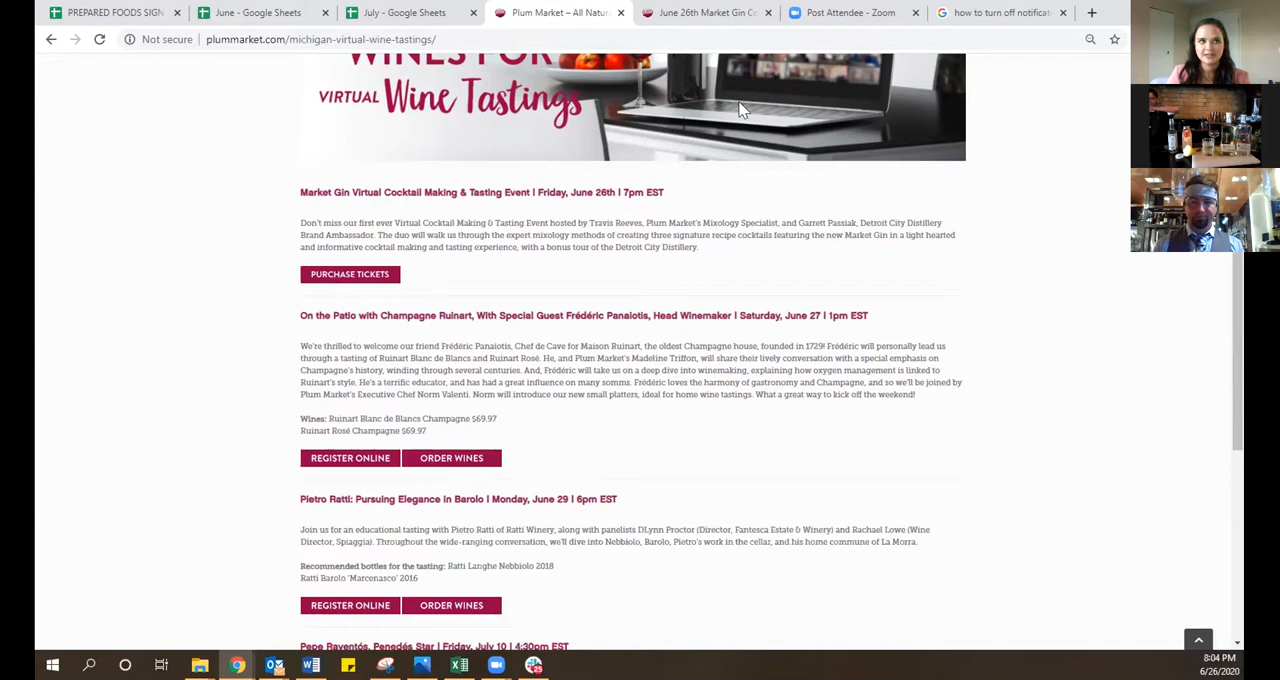 PREPARED FOODS SIGN
June - Google Sheets
July - Google Sheets
Plum Market – All Natur
June 26th Market Gin Co
Post Attendee - Zoom
how to turn off notificat
Not secure
plummarket.com/michigan-virtual-wine-tastings/
WINES FOR
VIRTUAL Wine Tastings
Market Gin Virtual Cocktail Making & Tasting Event | Friday, June 26th | 7pm EST
Don't miss our first ever Virtual Cocktail Making & Tasting Event hosted by Travis Reeves, Plum Market's Mixology Specialist, and Garrett Passiak, Detroit City Distillery
Brand Ambassador. The duo will walk us through the expert mixology methods of creating three signature recipe cocktails featuring the new Market Gin in a light hearted
and informative cocktail making and tasting experience, with a bonus tour of the Detroit City Distillery.
PURCHASE TICKETS
On the Patio with Champagne Ruinart, With Special Guest Frédéric Panaiotis, Head Winemaker | Saturday, June 27 | 1pm EST
We're thrilled to welcome our friend Frédéric Panaiotis, Chef de Cave for Maison Ruinart, the oldest Champagne house, founded in 1729! Frédéric will personally lead us
through a tasting of Ruinart Blanc de Blancs and Ruinart Rosé. He, and Plum Market's Madeline Triffon, will share their lively conversation with a special emphasis on
Champagne's history, winding through several centuries. And, Frédéric will take us on a deep dive into winemaking, explaining how oxygen management is linked to
Ruinart's style. He's a terrific educator, and has had a great influence on many somms. Frédéric loves the harmony of gastronomy and Champagne, and so we'll be joined by
Plum Market's Executive Chef Norm Valenti. Norm will introduce our new small platters, ideal for home wine tastings. What a great way to kick off the weekend!
Wines: Ruinart Blanc de Blancs Champagne $69.97
Ruinart Rosé Champagne $69.97
REGISTER ONLINE
ORDER WINES
Pietro Ratti: Pursuing Elegance in Barolo | Monday, June 29 | 6pm EST
Join us for an educational tasting with Pietro Ratti of Ratti Winery, along with panelists DLynn Proctor (Director, Fantesca Estate & Winery) and Rachael Lowe (Wine
Director, Spiaggia). Throughout the wide-ranging conversation, we'll dive into Nebbiolo, Barolo, Pietro's work in the cellar, and his home commune of La Morra.
Recommended bottles for the tasting: Ratti Langhe Nebbiolo 2018
Ratti Barolo 'Marcenasco' 2016
REGISTER ONLINE
ORDER WINES
Pepe Raventós, Penedés Star | Friday, July 10 | 4:30pm EST
25
8:04 PM
6/26/2020